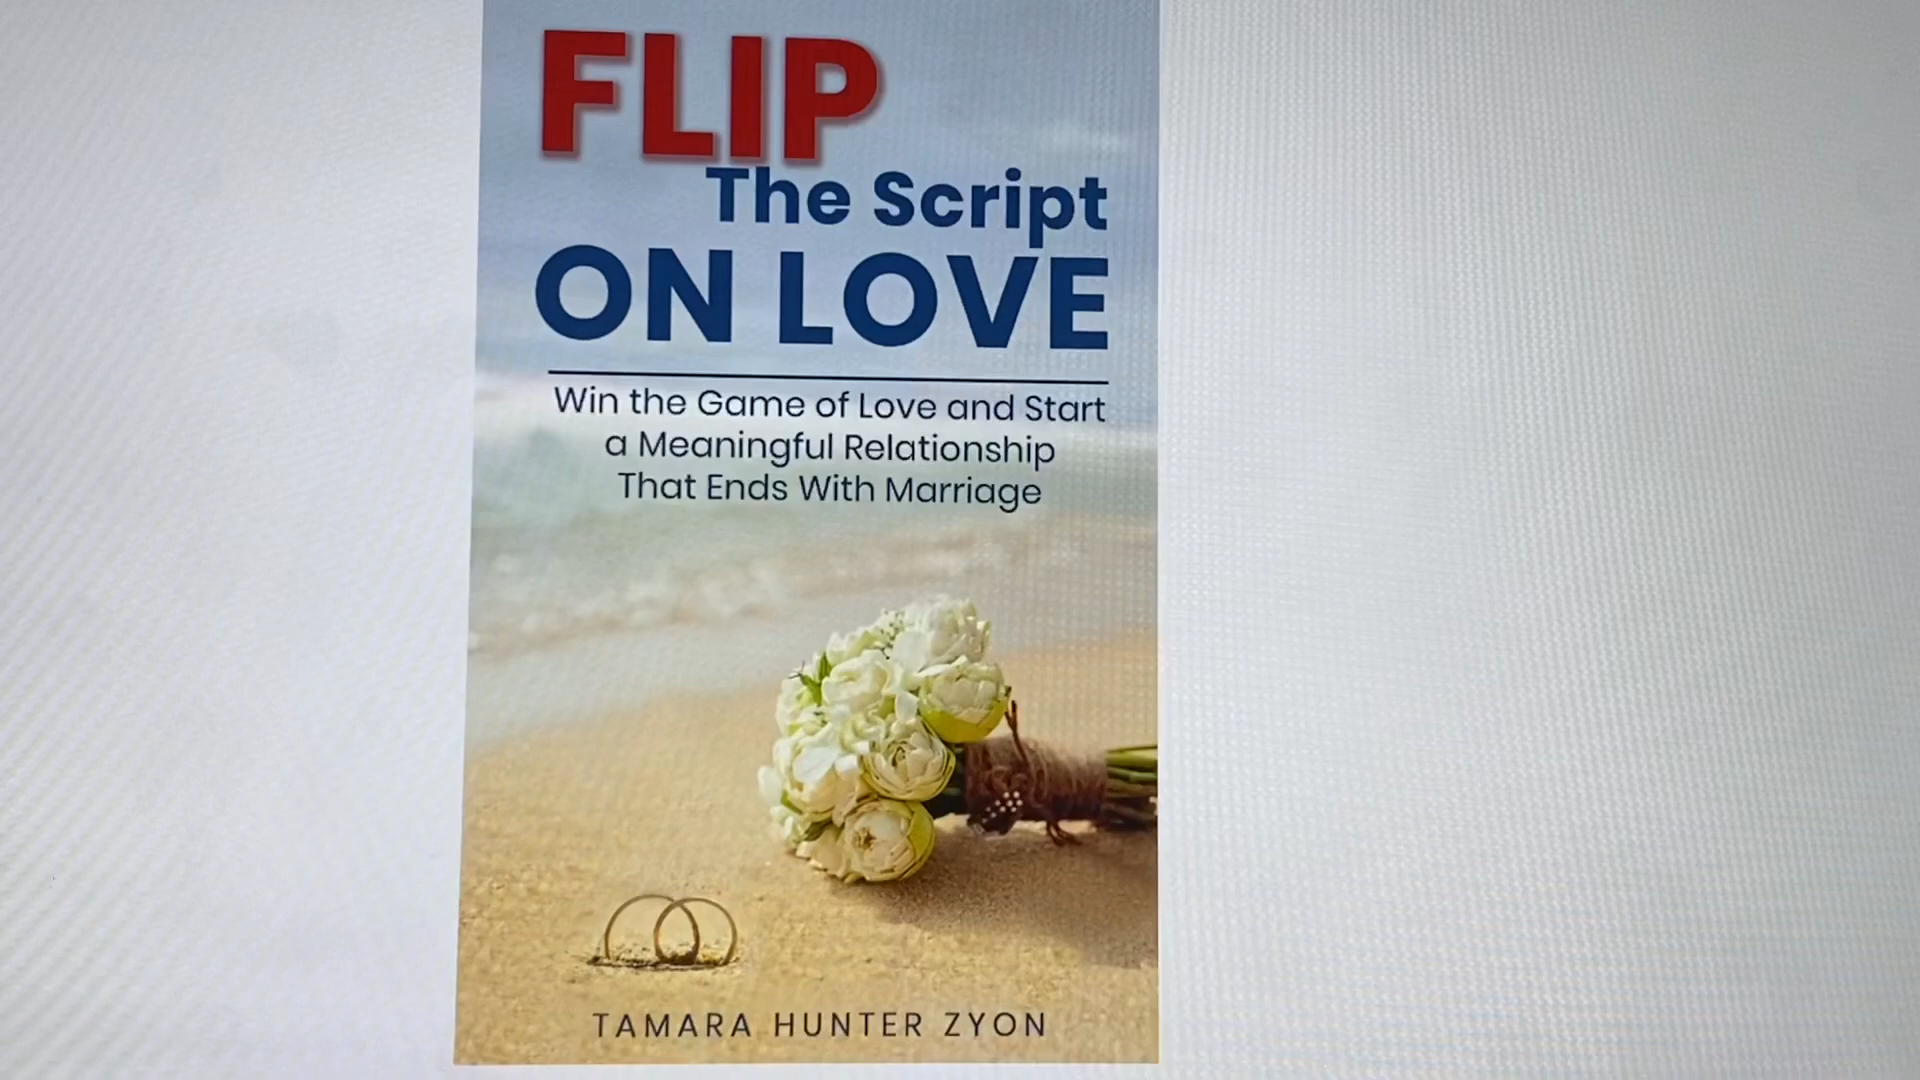 FLIP
The Script
ON LOVE
Win the Game of Love and Start
a Meaningful Relationship
That Ends With Marriage
TAMARA HUNTER ZYON